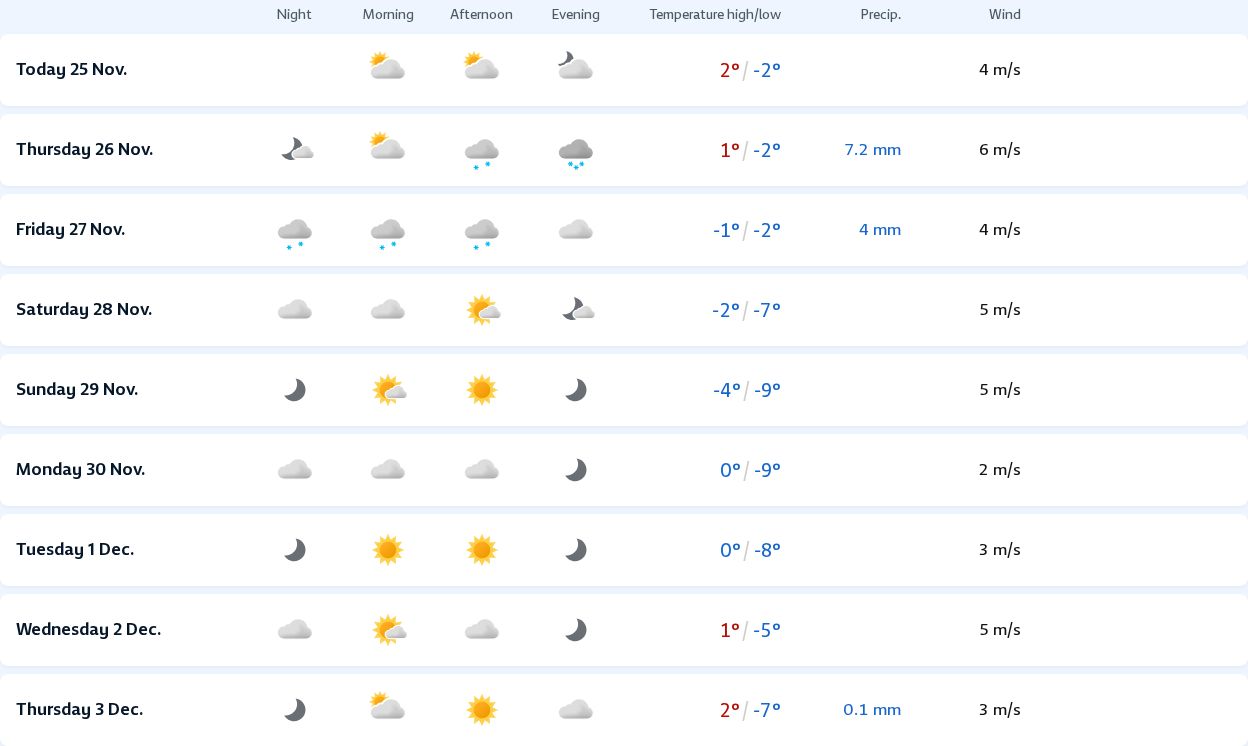 Night Morning Afternoon Evening Temperature high/low Precip. Wind
Today 25 Nov. 2°/ -2° 4 m/s
Thursday 26 Nov. 1°/ -2° 7.2 mm 6 m/s
Friday 27 Nov. -1°/ -2° 4 mm 4 m/s
Saturday 28 Nov. -2°/ -7° 5 m/s
Sunday 29 Nov. -4°/ -9° 5 m/s
Monday 30 Nov. 0°/ -9° 2 m/s
Tuesday 1 Dec. 0°/ -8° 3 m/s
Wednesday 2 Dec. 1°/ -5° 5 m/s
Thursday 3 Dec. 2°/ -7° 0.1 mm 3 m/s